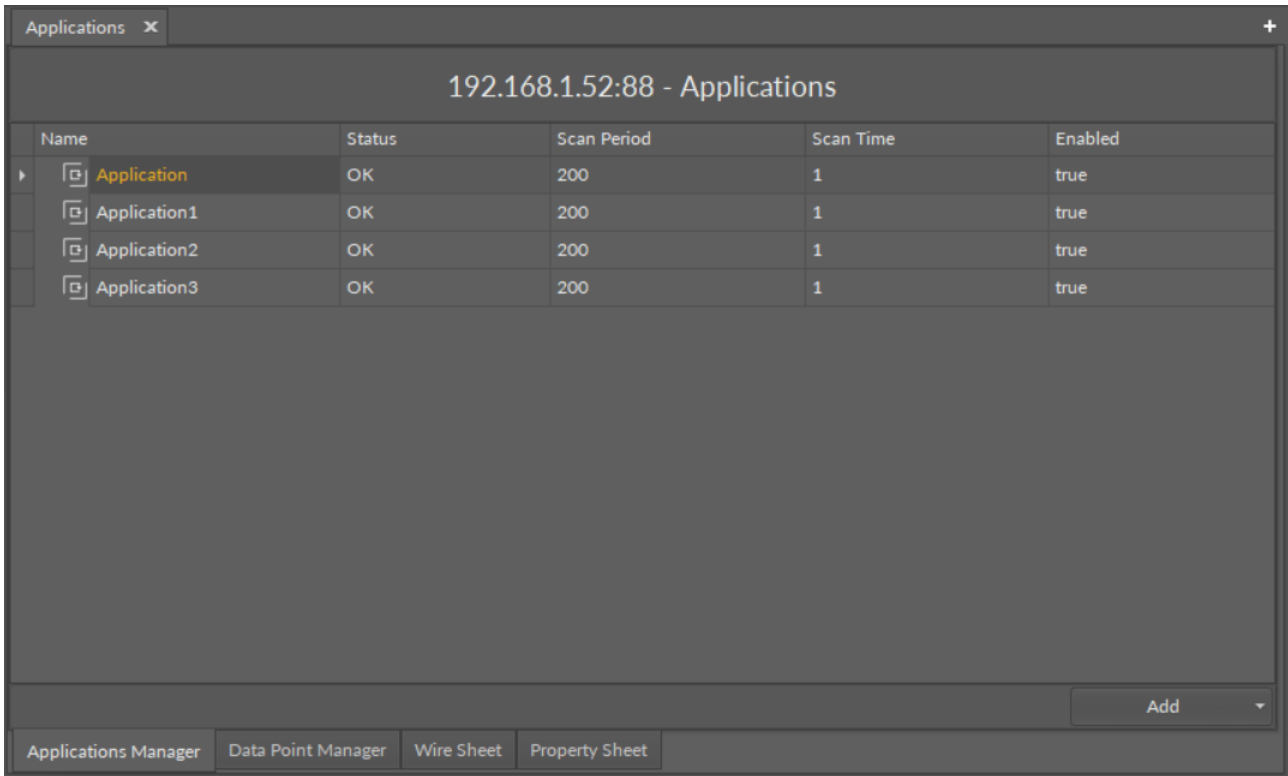 Applications
192.168.1.52:88 - Applications
Name Status Scan Period Scan Time Enabled
Application OK 200 1 true
Application1 OK 200 1 true
Application2 OK 200 1 true
Application3 OK 200 1 true
Add
Applications Manager Data Point Manager Wire Sheet Property Sheet